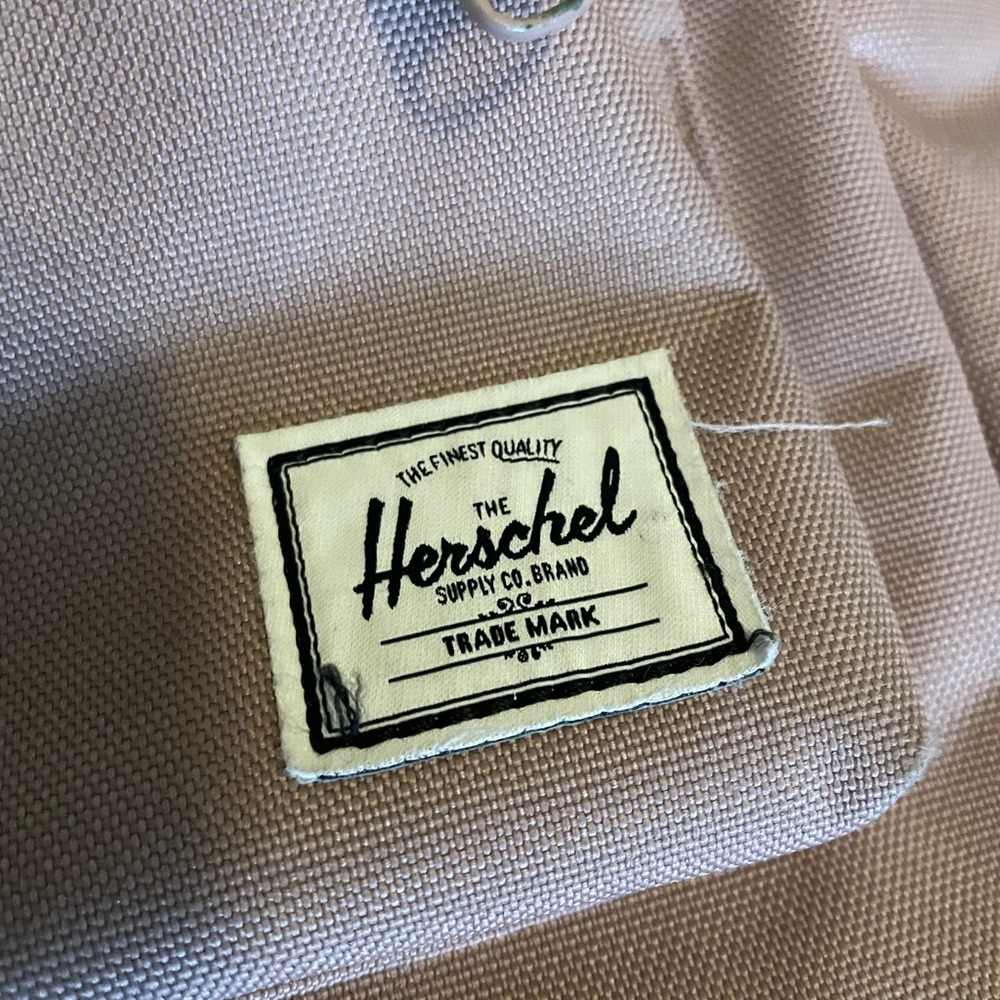 THE FINEST QUALITY
THE
Herschel
SUPPLY CO. BRAND
TRADE MARK